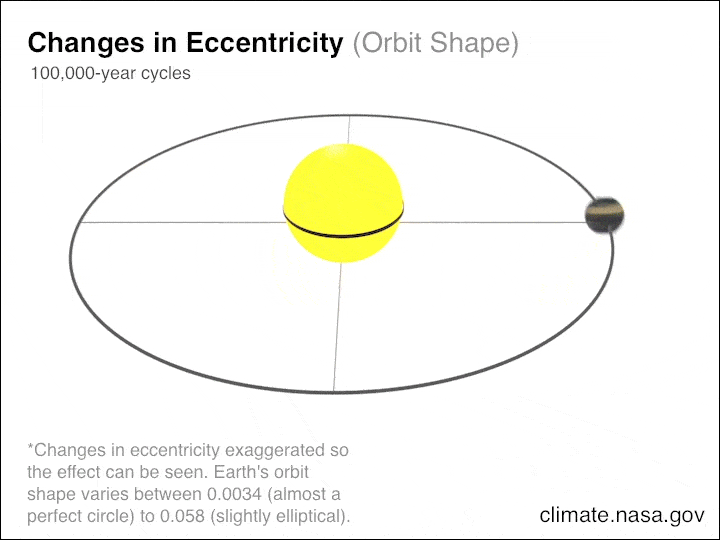 Changes in Eccentricity (Orbit Shape)
100,000-year cycles
*Changes in eccentricity exaggerated so
the effect can be seen. Earth's orbit
shape varies between 0.0034 (almost a
perfect circle) to 0.058 (slightly elliptical).
climate.nasa.gov